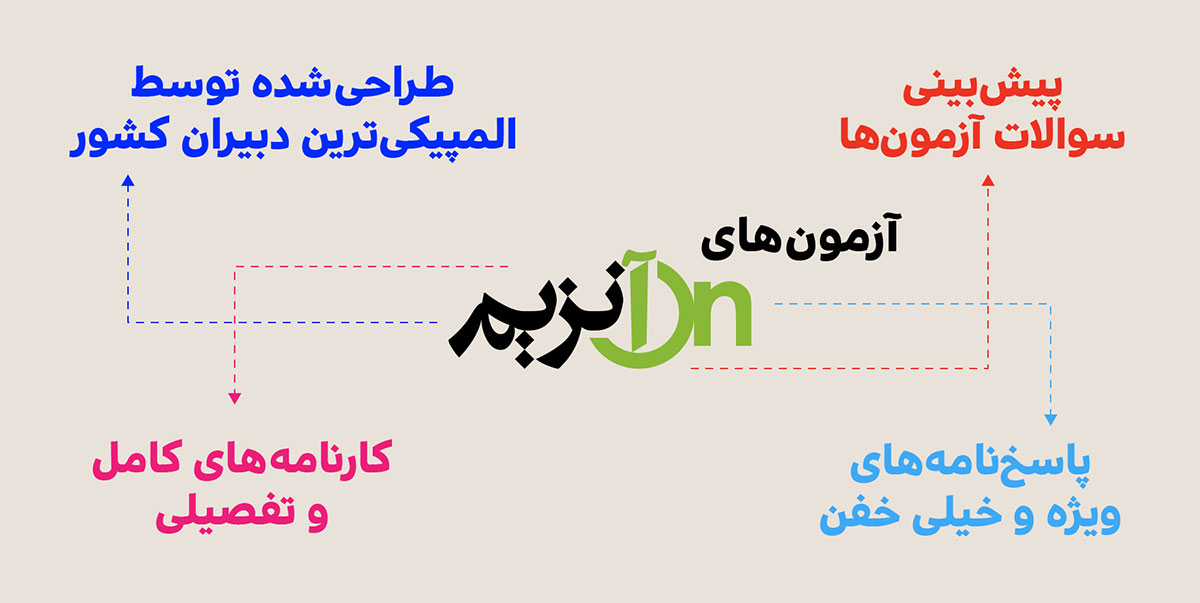 پیش‌بینی
سوالات آزمون‌ها
طراحی‌شده توسط
المپیکی‌ترین دبیران کشور
آزمون‌های
On آنزیم
پاسخ‌نامه‌های
ویژه و خیلی خفن
کارنامه‌های کامل
و تفصیلی